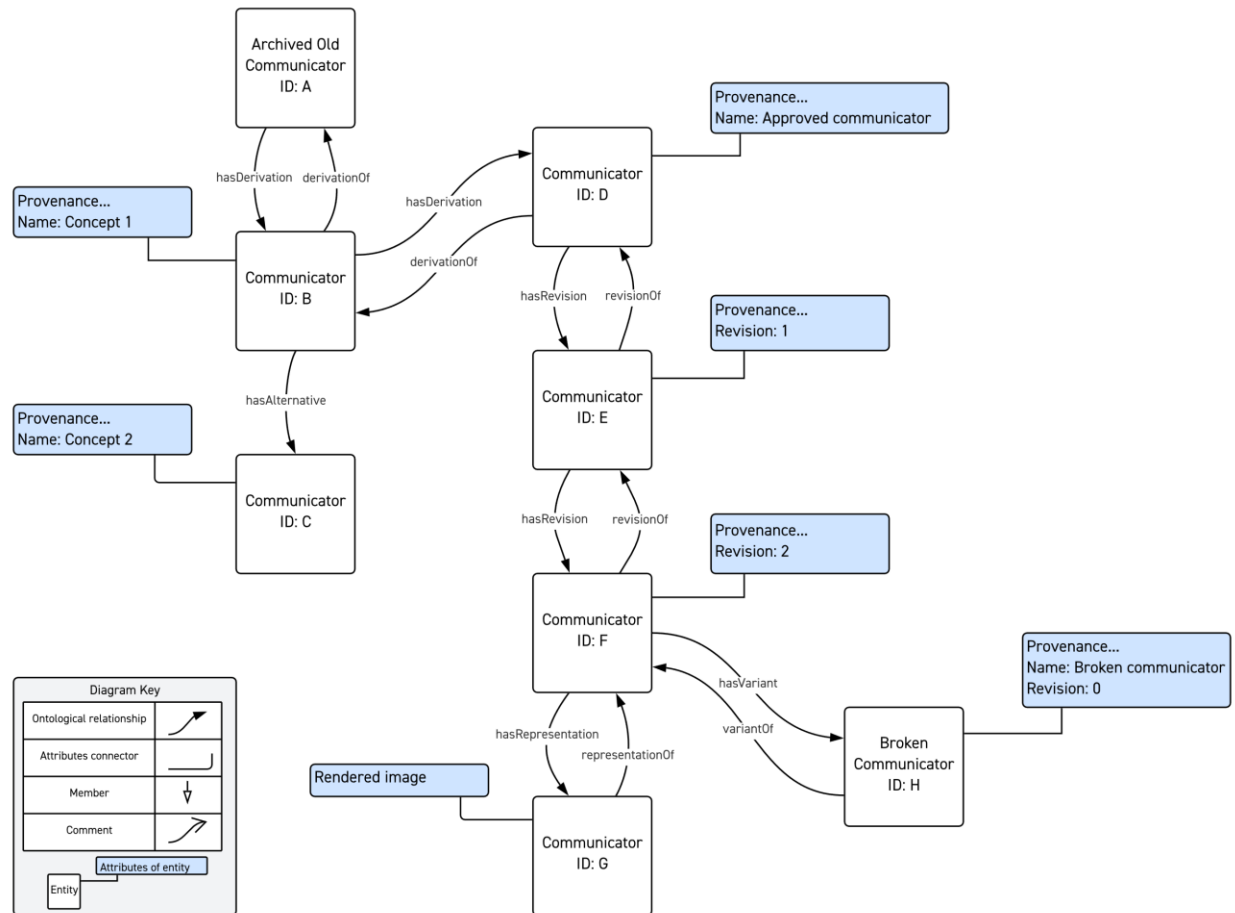 Archived Old
Communicator
ID: A
Provenance...
Name: Approved communicator
Communicator
ID: D
hasDerivation
derivationOf
hasDerivation
Provenance...
Name: Concept 1
derivationOf
Communicator
ID: B
hasRevision
revisionOf
Provenance...
Revision: 1
Communicator
ID: E
hasAlternative
Provenance...
Name: Concept 2
Communicator
ID: C
hasRevision
revisionOf
Provenance...
Revision: 2
Communicator
ID: F
Provenance...
Name: Broken communicator
Revision: 0
hasVariant
variantOf
Broken
Communicator
ID: H
hasRepresentation
representationOf
Rendered image
Communicator
ID: G
Diagram Key
Ontological relationship
Attributes connector
Member
Comment
Attributes of entity
Entity